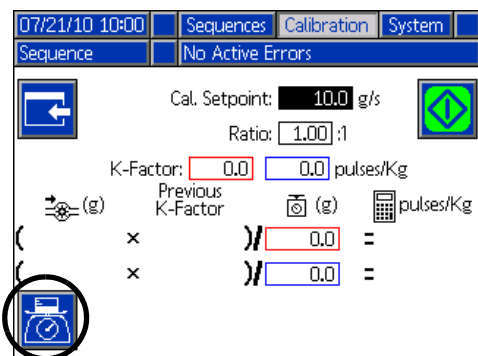 07/21/10 10:00 Sequences Calibration System
Sequence No Active Errors
Cal. Setpoint: 10.0 g/s
Ratio: 1.00 :1
K-Factor: 0.0 0.0 pulses/Kg
(g) Previous K-Factor (g) pulses/Kg
( × )/ 0.0 =
( × )/ 0.0 =